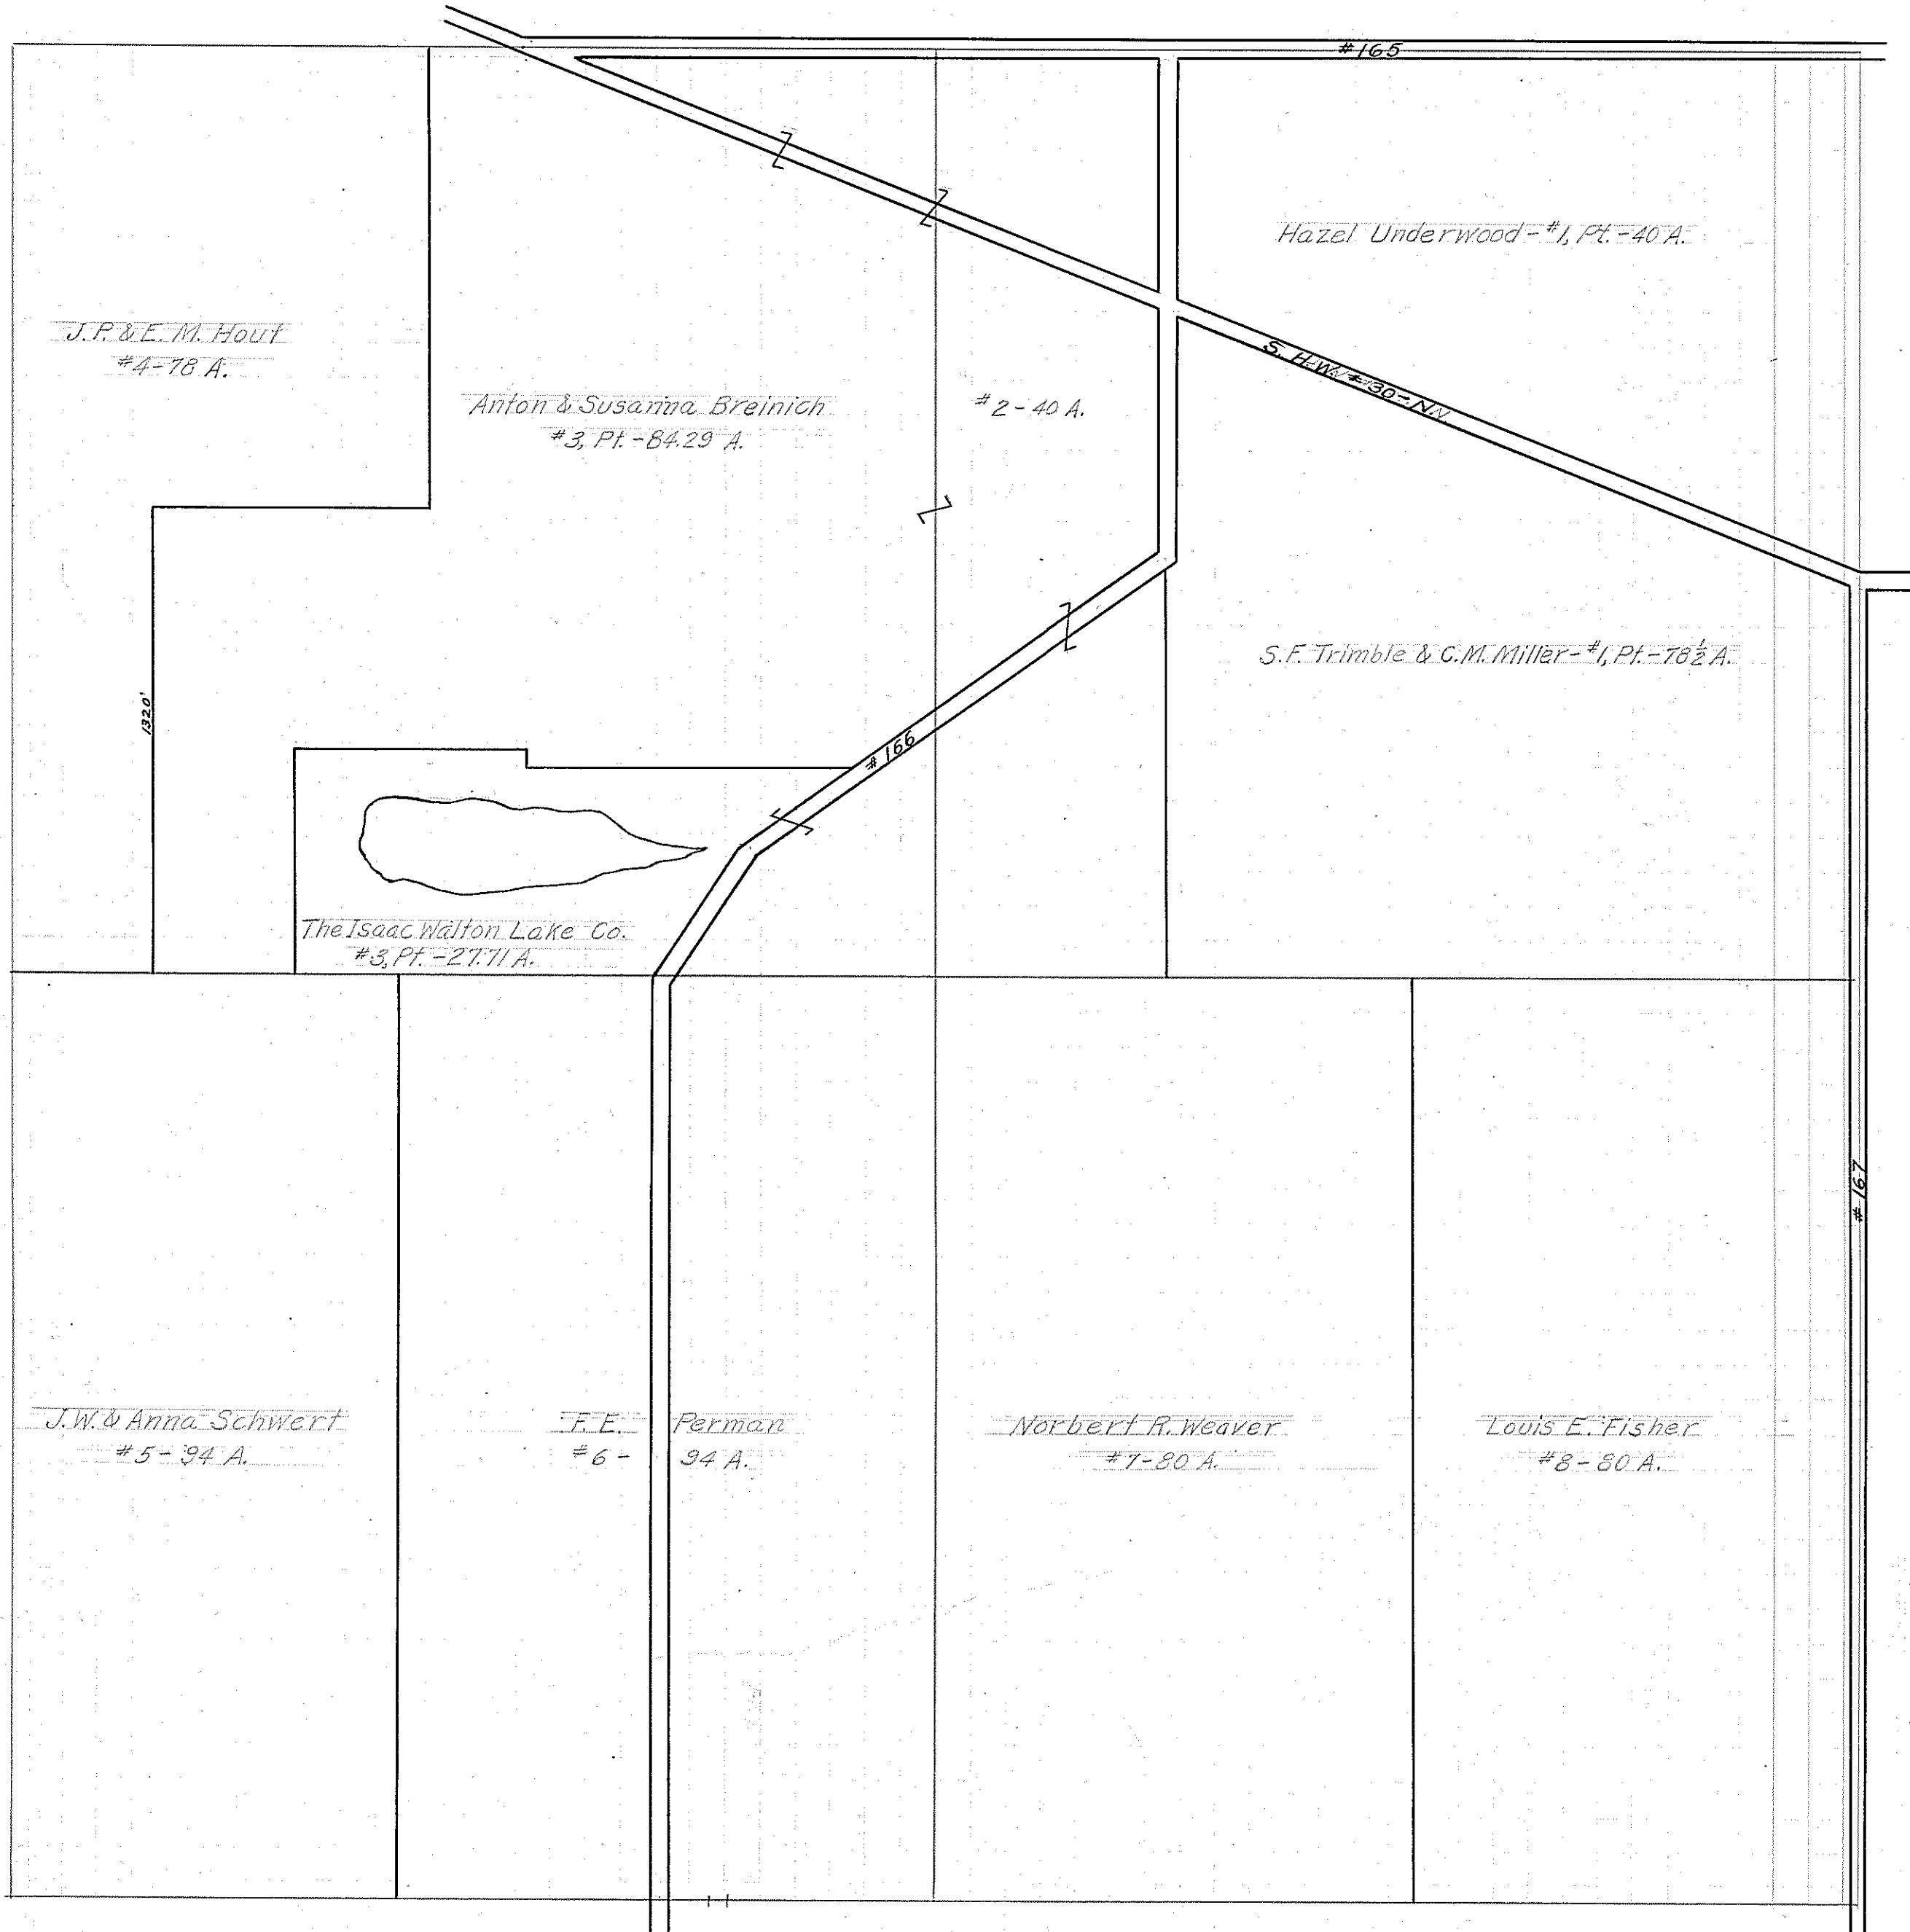 #165
Hazel Underwood-#1, Pt.-40 A.
J.P. & E.M. Hout
#4-78 A.
S. H-W. #30-NN
Anton & Susanna Breinich
#3, Pt.-84.29 A.
#2-40 A.
S.F. Trimble & C.M. Miller-#1, Pt.-78½ A.
1320'
#166
The Isaac Walton Lake Co.
#3, Pt.-27.71 A.
#167
J.W. & Anna Schwert
#5-94 A.
F.E. Perman
#6- 94 A.
Norbert R. Weaver
#7-80 A.
Louis E. Fisher
#8-80 A.